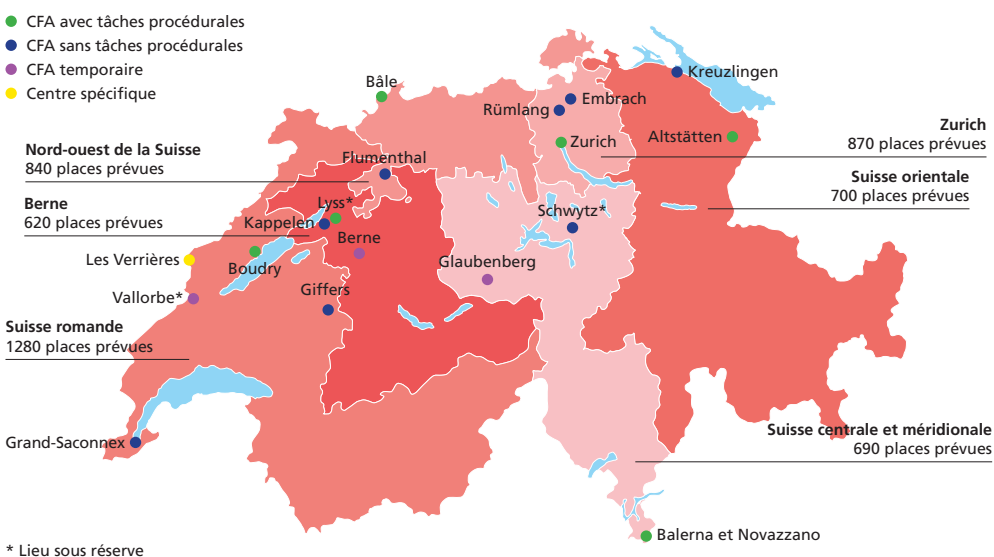 CFA avec tâches procédurales
CFA sans tâches procédurales
CFA temporaire
Centre spécifique
Kreuzlingen
Bâle
Embrach
Rümlang
Zurich
Altstätten
Zurich
870 places prévues
Nord-ouest de la Suisse
840 places prévues
Flumenthal
Suisse orientale
700 places prévues
Berne
620 places prévues
Lyss*
Kappelen
Schwytz*
Berne
Les Verrières
Boudry
Glaubenberg
Vallorbe*
Giffers
Suisse romande
1280 places prévues
Grand-Saconnex
Suisse centrale et méridionale
690 places prévues
Balerna et Novazzano
* Lieu sous réserve